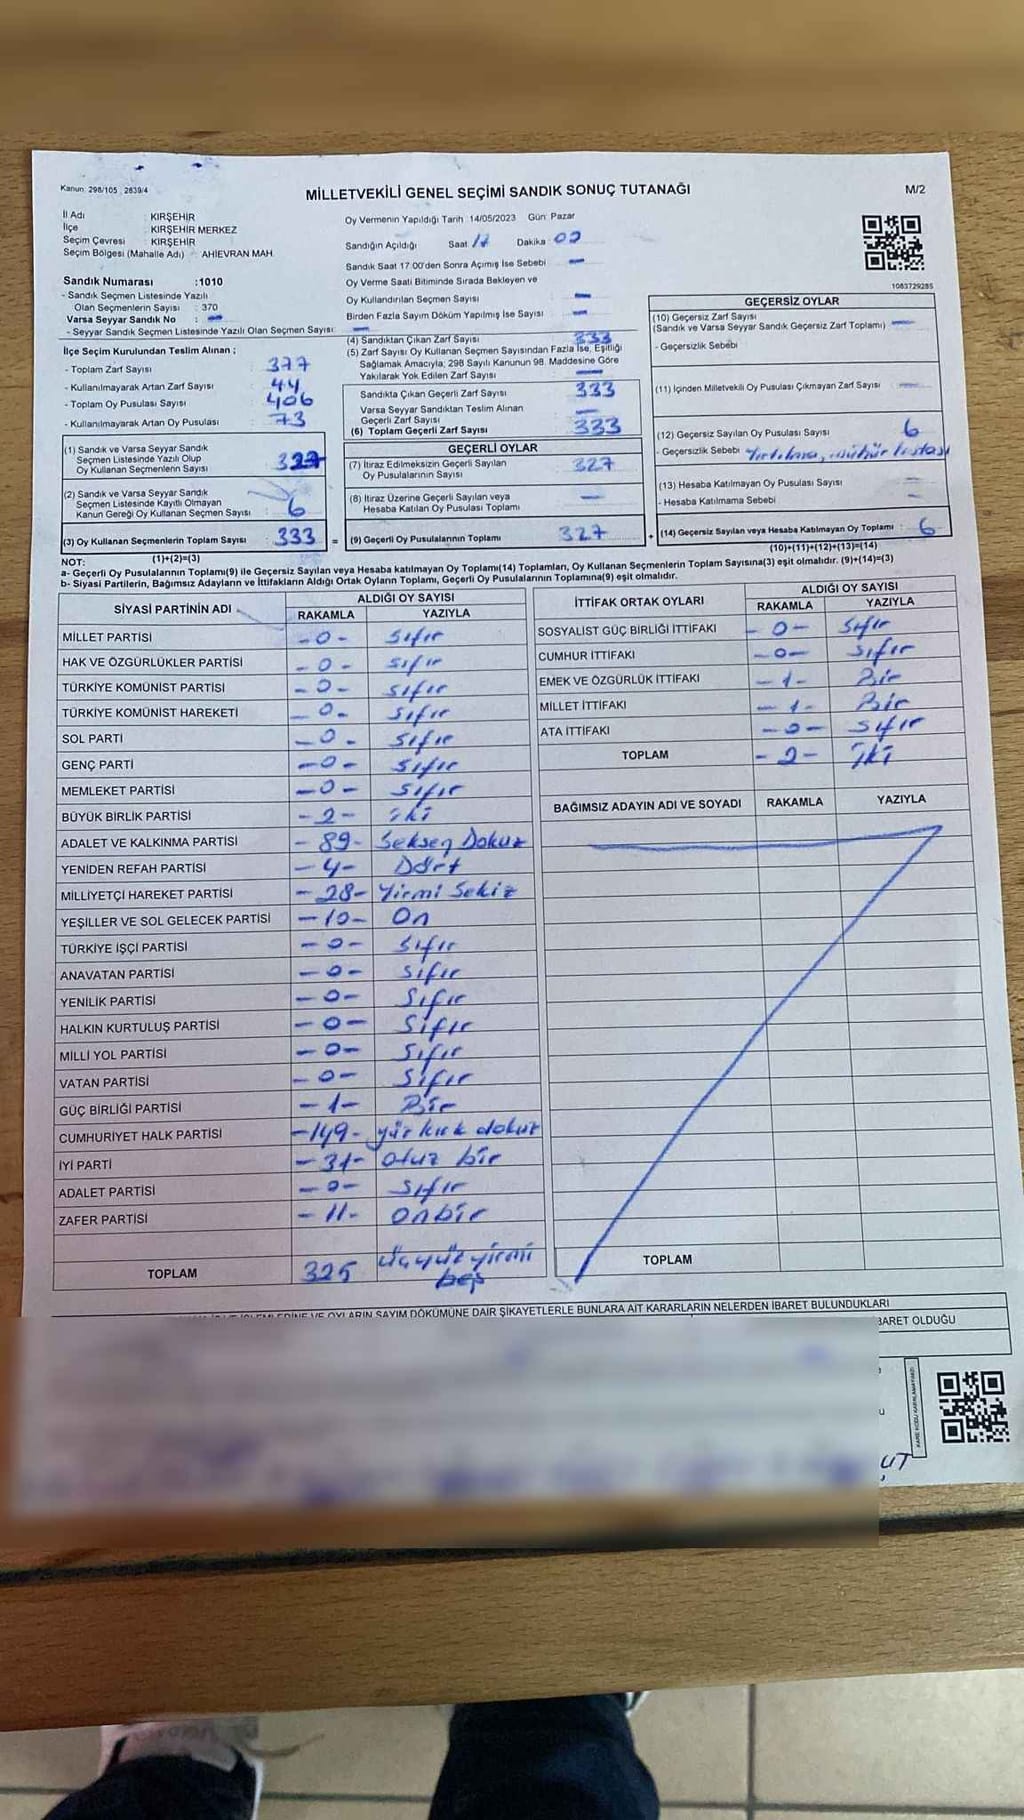 Kanun: 298/105 , 2839/4
MİLLETVEKİLİ GENEL SEÇİMİ SANDIK SONUÇ TUTANAĞI
M/2
İl Adı : KIRŞEHİR
İlçe : KIRŞEHİR MERKEZ
Seçim Çevresi : KIRŞEHİR
Seçim Bölgesi (Mahalle Adı) : AHİEVRAN MAH
Sandık Numarası :1010
- Sandık Seçmen Listesinde Yazılı
Olan Seçmenlerin Sayısı : 370
Varsa Seyyar Sandık No : -
- Seyyar Sandık Seçmen Listesinde Yazılı Olan Seçmen Sayısı: -
Oy Vermenin Yapıldığı Tarih 14/05/2023 Gün: Pazar
Sandığın Açıldığı Saat 17 Dakika 00
Sandık Saat 17.00'den Sonra Açımış İse Sebebi -
Oy Verme Saati Bitiminde Sırada Bekleyen ve
Oy Kullandırılan Seçmen Sayısı -
Birden Fazla Sayım Döküm Yapılmış İse Sayısı -
1083729285
İlçe Seçim Kurulundan Teslim Alınan ;
- Toplam Zarf Sayısı : 377
- Kullanılmayarak Artan Zarf Sayısı : 44
- Toplam Oy Pusulası Sayısı : 406
- Kullanılmayarak Artan Oy Pusulası : 73
(1) Sandık ve Varsa Seyyar Sandık
Seçmen Listesinde Yazılı Olup
Oy Kullanan Seçmenlerin Sayısı : 327
(2) Sandık ve Varsa Seyyar Sandık
Seçmen Listesinde Kayıtlı Olmayan
Kanun Gereği Oy Kullanan Seçmen Sayısı : 6
(3) Oy Kullanan Seçmenlerin Toplam Sayısı : 333
(1)+(2)=(3)
(4) Sandıktan Çıkan Zarf Sayısı 333
(5) Zarf Sayısı Oy Kullanan Seçmen Sayısından Fazla İse, Eşitliği
Sağlamak Amacıyla; 298 Sayılı Kanunun 98. Maddesine Göre
Yakılarak Yok Edilen Zarf Sayısı -
Sandıkta Çıkan Geçerli Zarf Sayısı 333
Varsa Seyyar Sandıktan Teslim Alınan
Geçerli Zarf Sayısı -
(6) Toplam Geçerli Zarf Sayısı 333
GEÇERLİ OYLAR
(7) İtiraz Edilmeksizin Geçerli Sayılan
Oy Pusulalarının Sayısı 327
(8) İtiraz Üzerine Geçerli Sayılan veya
Hesaba Katılan Oy Pusulası Toplamı -
= (9) Geçerli Oy Pusulalarının Toplamı 327 +
GEÇERSİZ OYLAR
(10) Geçersiz Zarf Sayısı
(Sandık ve Varsa Seyyar Sandık Geçersiz Zarf Toplamı) -
- Geçersizlik Sebebi
(11) İçinden Milletvekili Oy Pusulası Çıkmayan Zarf Sayısı -
(12) Geçersiz Sayılan Oy Pusulası Sayısı 6
- Geçersizlik Sebebi Yırtılma, mühür hatası
(13) Hesaba Katılmayan Oy Pusulası Sayısı -
- Hesaba Katılmama Sebebi -
(14) Geçersiz Sayılan veya Hesaba Katılmayan Oy Toplamı : 6
(10)+(11)+(12)+(13)=(14)
NOT:
a- Geçerli Oy Pusulalarının Toplamı(9) ile Geçersiz Sayılan veya Hesaba katılmayan Oy Toplamı(14) Toplamları, Oy Kullanan Seçmenlerin Toplam Sayısına(3) eşit olmalıdır. (9)+(14)=(3)
b- Siyasi Partilerin, Bağımsız Adayların ve İttifakların Aldığı Ortak Oyların Toplamı, Geçerli Oy Pusulalarının Toplamına(9) eşit olmalıdır.
SİYASİ PARTİNİN ADI ALDIĞI OY SAYISI
RAKAMLA YAZIYLA
MİLLET PARTİSİ -0- sıfır
HAK VE ÖZGÜRLÜKLER PARTİSİ -0- sıfır
TÜRKİYE KOMÜNİST PARTİSİ -0- sıfır
TÜRKİYE KOMÜNİST HAREKETİ -0- sıfır
SOL PARTİ -0- sıfır
GENÇ PARTİ -0- sıfır
MEMLEKET PARTİSİ -0- sıfır
BÜYÜK BİRLİK PARTİSİ -2- iki
ADALET VE KALKINMA PARTİSİ -89- Seksen Dokuz
YENİDEN REFAH PARTİSİ -4- Dört
MİLLİYETÇİ HAREKET PARTİSİ -28- Yirmi Sekiz
YEŞİLLER VE SOL GELECEK PARTİSİ -10- On
TÜRKİYE İŞÇİ PARTİSİ -0- sıfır
ANAVATAN PARTİSİ -0- sıfır
YENİLİK PARTİSİ -0- sıfır
HALKIN KURTULUŞ PARTİSİ -0- sıfır
MİLLİ YOL PARTİSİ -0- sıfır
VATAN PARTİSİ -0- sıfır
GÜÇ BİRLİĞİ PARTİSİ -1- Bir
CUMHURİYET HALK PARTİSİ -149- yüz kırk dokuz
İYİ PARTİ -31- otuz bir
ADALET PARTİSİ -0- sıfır
ZAFER PARTİSİ -11- onbir
TOPLAM 325 üçyüz yirmi
beş
İTTİFAK ORTAK OYLARI ALDIĞI OY SAYISI
RAKAMLA YAZIYLA
SOSYALİST GÜÇ BİRLİĞİ İTTİFAKI -0- sıfır
CUMHUR İTTİFAKI -0- sıfır
EMEK VE ÖZGÜRLÜK İTTİFAKI -1- Bir
MİLLET İTTİFAKI -1- Bir
ATA İTTİFAKI -0- sıfır
TOPLAM -2- iki
BAĞIMSIZ ADAYIN ADI VE SOYADI RAKAMLA YAZIYLA
TOPLAM
OYLARIN SAYIM DÖKÜMÜNE DAİR ŞİKAYETLERLE BUNLARA AİT KARARLARIN NELERDEN İBARET BULUNDUKLARI
İBARET OLDUĞU